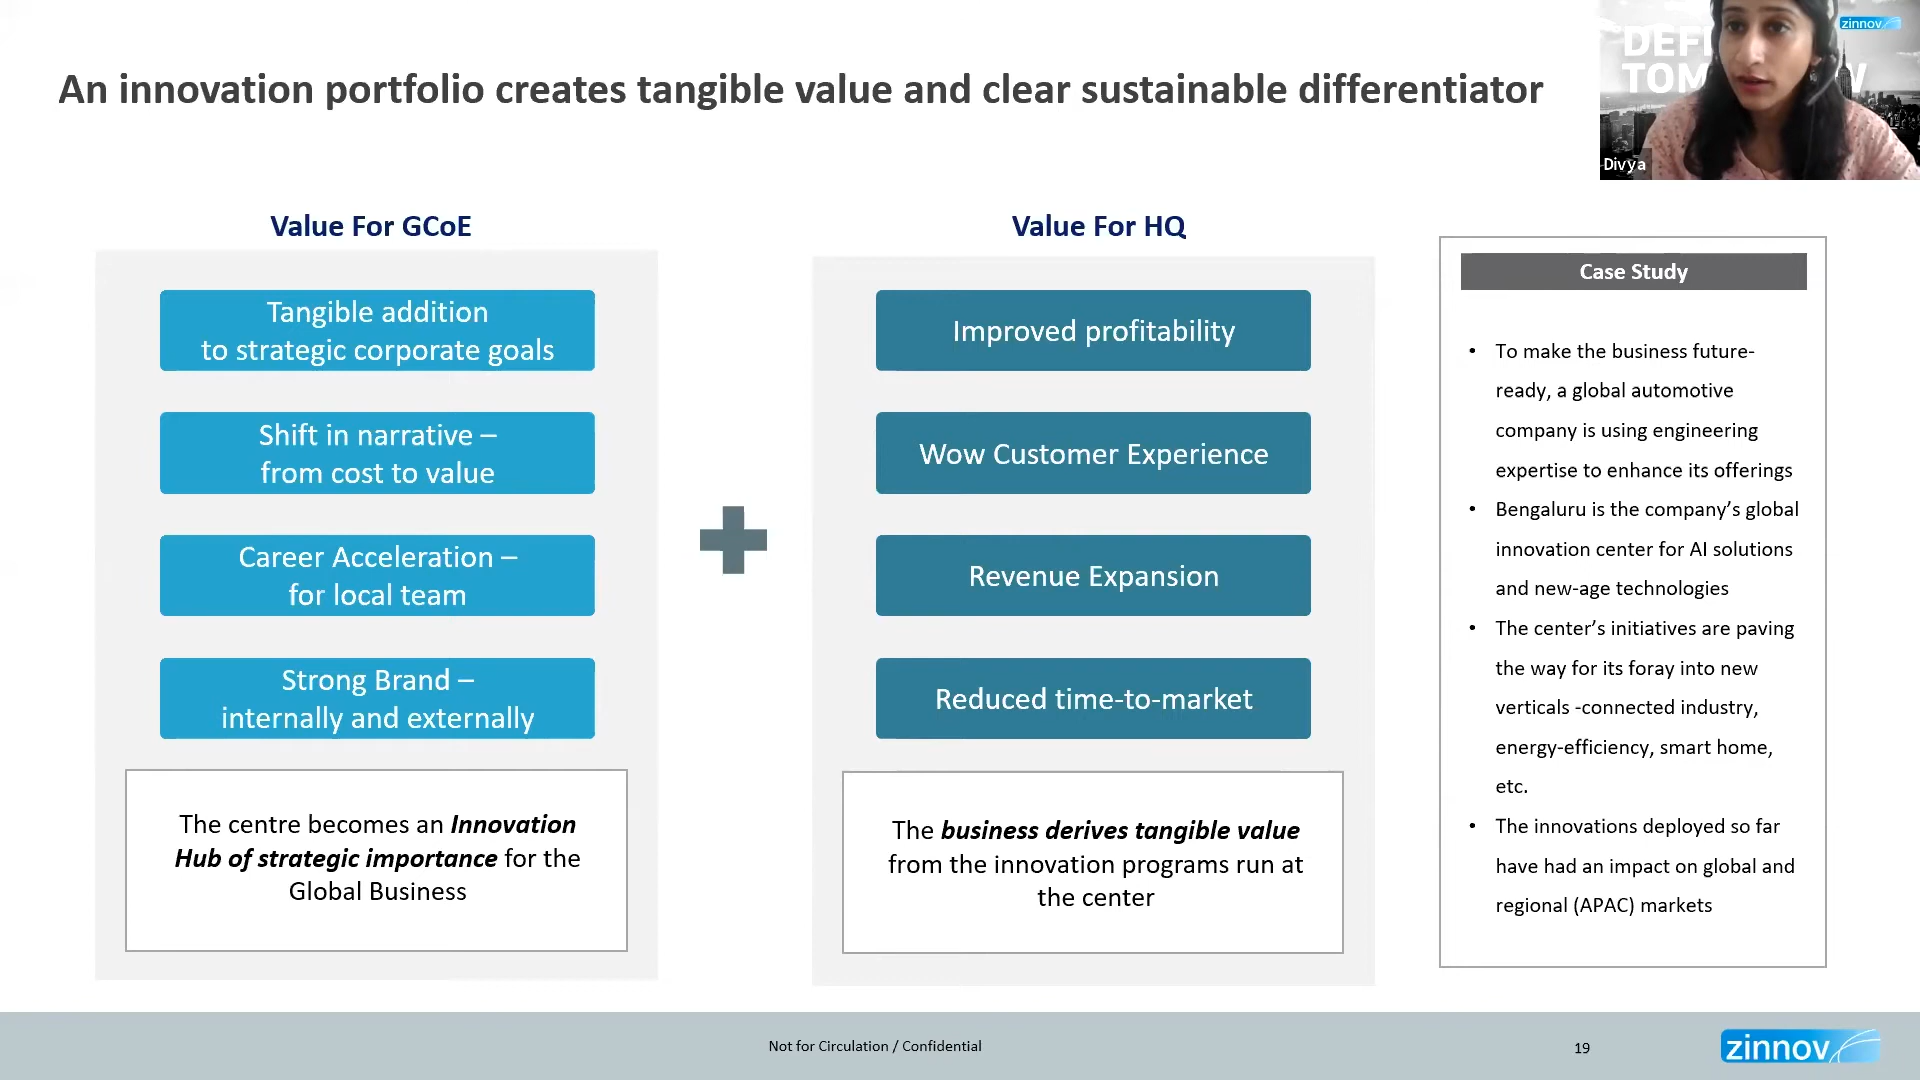 An innovation portfolio creates tangible value and clear sustainable differentiator
zinnov
Divya
Value For GCoE
Tangible addition
to strategic corporate goals
Shift in narrative –
from cost to value
Career Acceleration –
for local team
Strong Brand –
internally and externally
The centre becomes an Innovation
Hub of strategic importance for the
Global Business
Value For HQ
Improved profitability
Wow Customer Experience
Revenue Expansion
Reduced time-to-market
The business derives tangible value
from the innovation programs run at
the center
Case Study
• To make the business future-
ready, a global automotive
company is using engineering
expertise to enhance its offerings
• Bengaluru is the company’s global
innovation center for AI solutions
and new-age technologies
• The center’s initiatives are paving
the way for its foray into new
verticals -connected industry,
energy-efficiency, smart home,
etc.
• The innovations deployed so far
have had an impact on global and
regional (APAC) markets
Not for Circulation / Confidential
19
zinnov